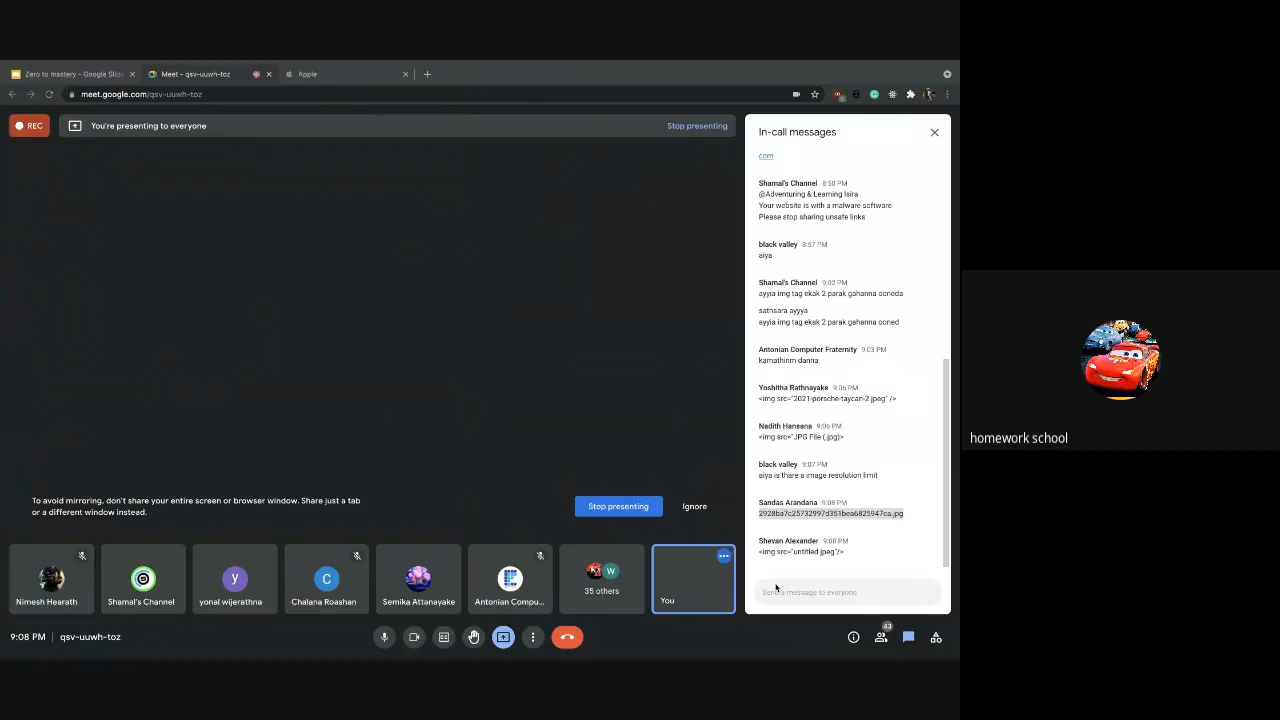 Zero to mastery - Google Slide
Meet - qsv-uuwh-toz
Apple
meet.google.com/qsv-uuwh-toz
REC
You're presenting to everyone
Stop presenting
In-call messages
com
Shamal's Channel 8:50 PM
@Adventuring & Learning Isira
Your website is with a malware software
Please stop sharing unsafe links
black valley 8:57 PM
aiya
Shamal's Channel 9:02 PM
ayyia img tag ekak 2 parak gahanna ooneda
sathsara ayyya
ayyia img tag ekak 2 parak gahanna ooned
Antonian Computer Fraternity 9:03 PM
kamathinm danna
Yoshitha Rathnayake 9:06 PM
<img src="2021-porsche-taycan-2.jpeg" />
Nadith Hansana 9:06 PM
<img src="JPG File (.jpg)>
black valley 9:07 PM
aiya is thare a image resolution limit
Sandas Arandana 9:08 PM
2928ba7c25732997d351bea6825947ca.jpg
Shevan Alexander 9:08 PM
<img src="untitled.jpeg"/>
Send a message to everyone
To avoid mirroring, don't share your entire screen or browser window. Share just a tab
or a different window instead.
Stop presenting
Ignore
Nimesh Hearath
Shamal's Channel
yonal wijerathna
Chalana Roashan
Semika Attanayake
Antonian Compu...
35 others
You
9:08 PM
qsv-uuwh-toz
43
homework school